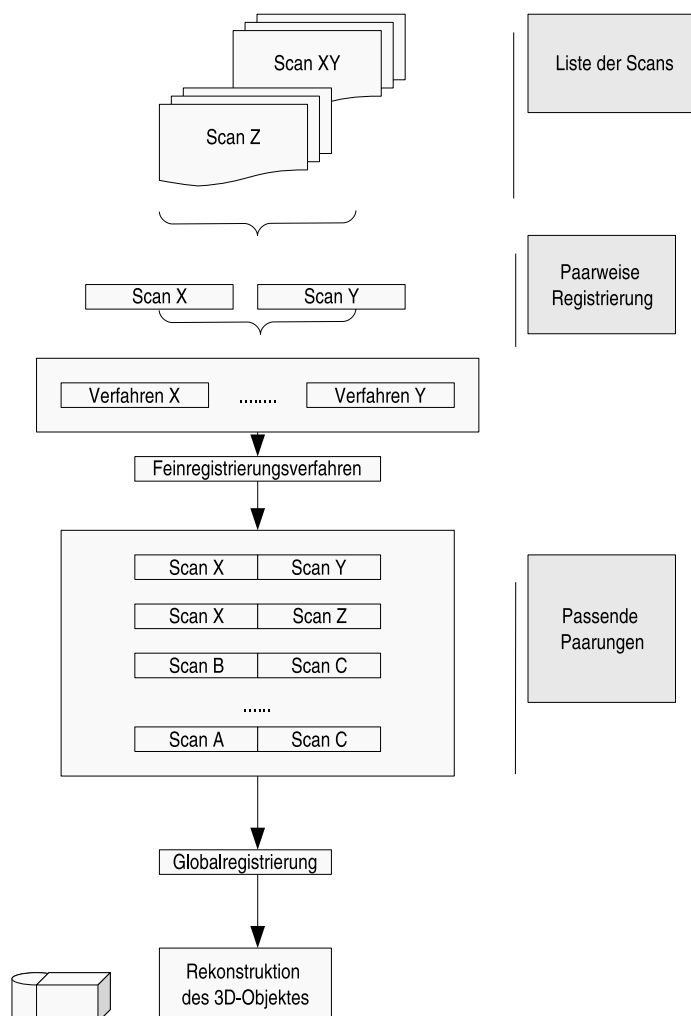 Scan XY
Liste der Scans
Scan Z
Paarweise
Registrierung
Scan X Scan Y
Verfahren X ........ Verfahren Y
Feinregistrierungsverfahren
Scan X Scan Y
Scan X Scan Z
Passende
Paarungen
Scan B Scan C
......
Scan A Scan C
Globalregistrierung
Rekonstruktion
des 3D-Objektes